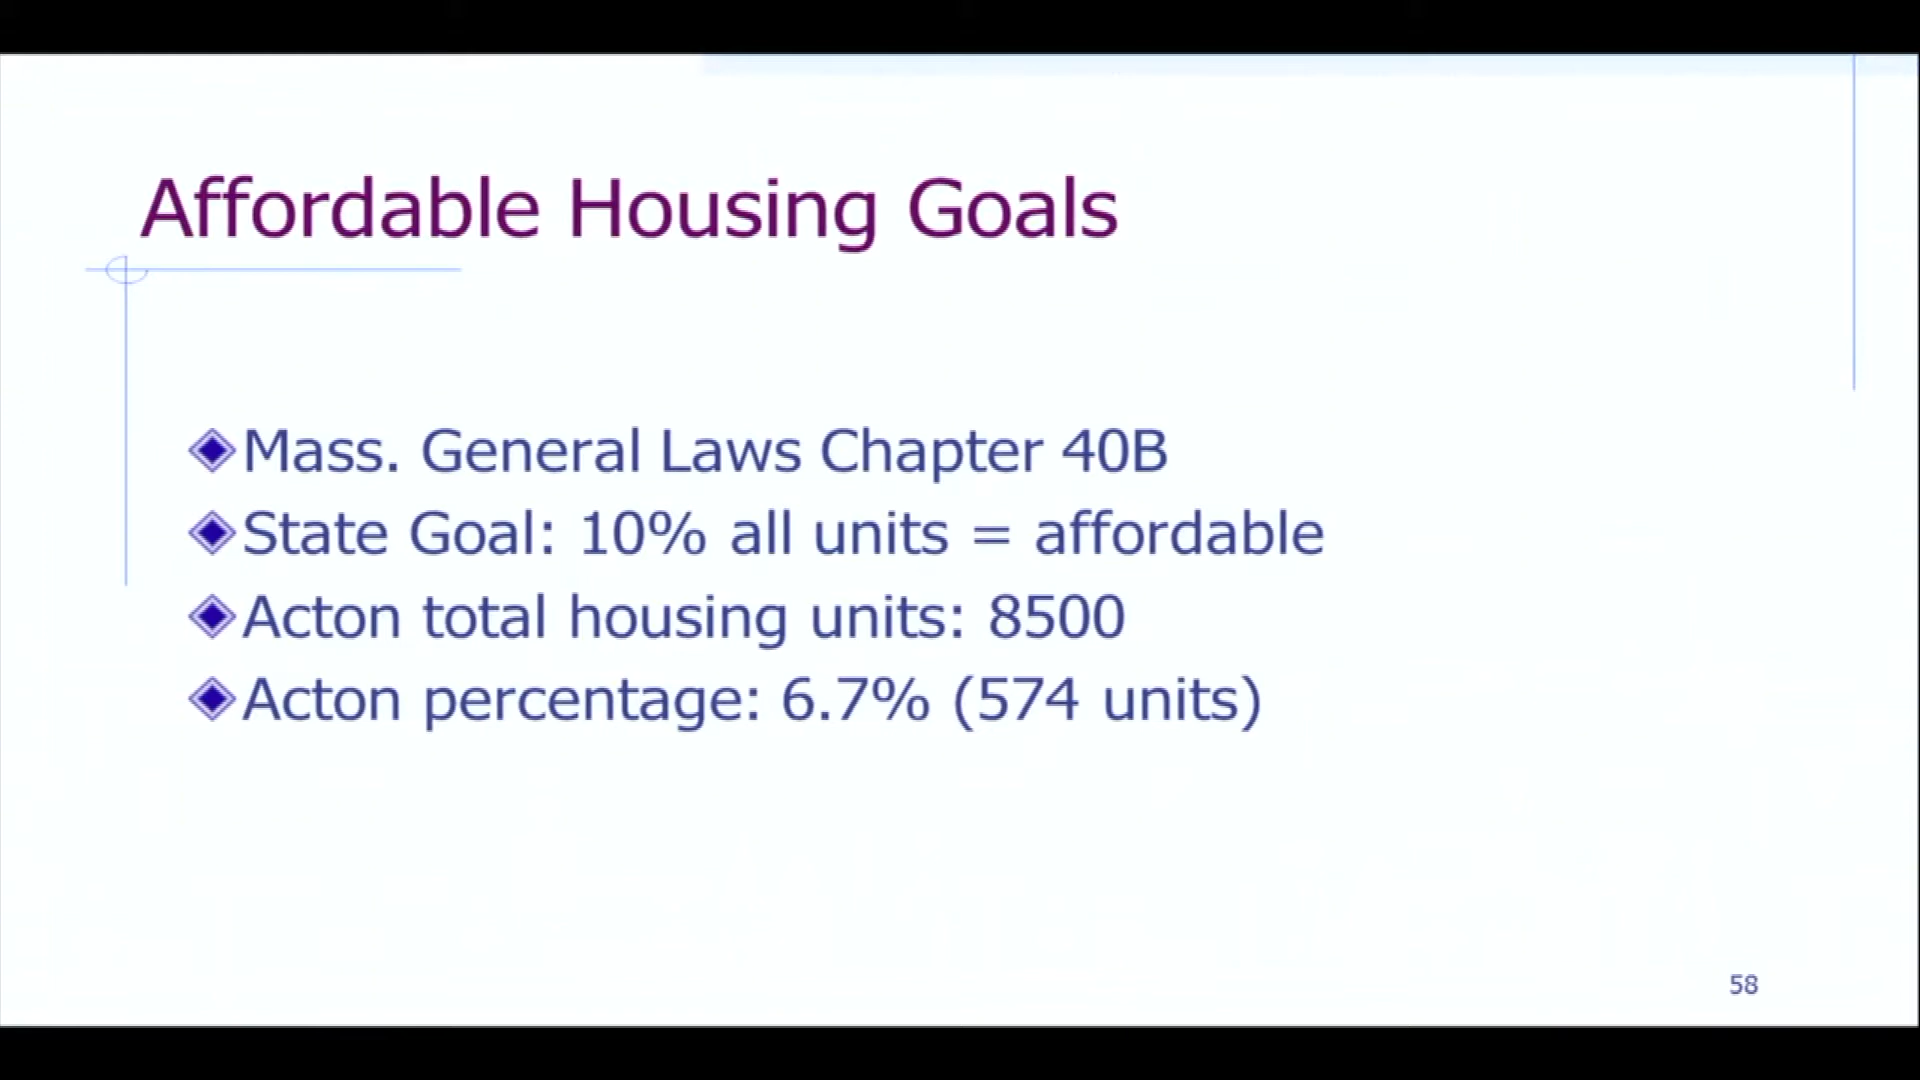 Affordable Housing Goals
Mass. General Laws Chapter 40B
State Goal: 10% all units = affordable
Acton total housing units: 8500
Acton percentage: 6.7% (574 units)
58